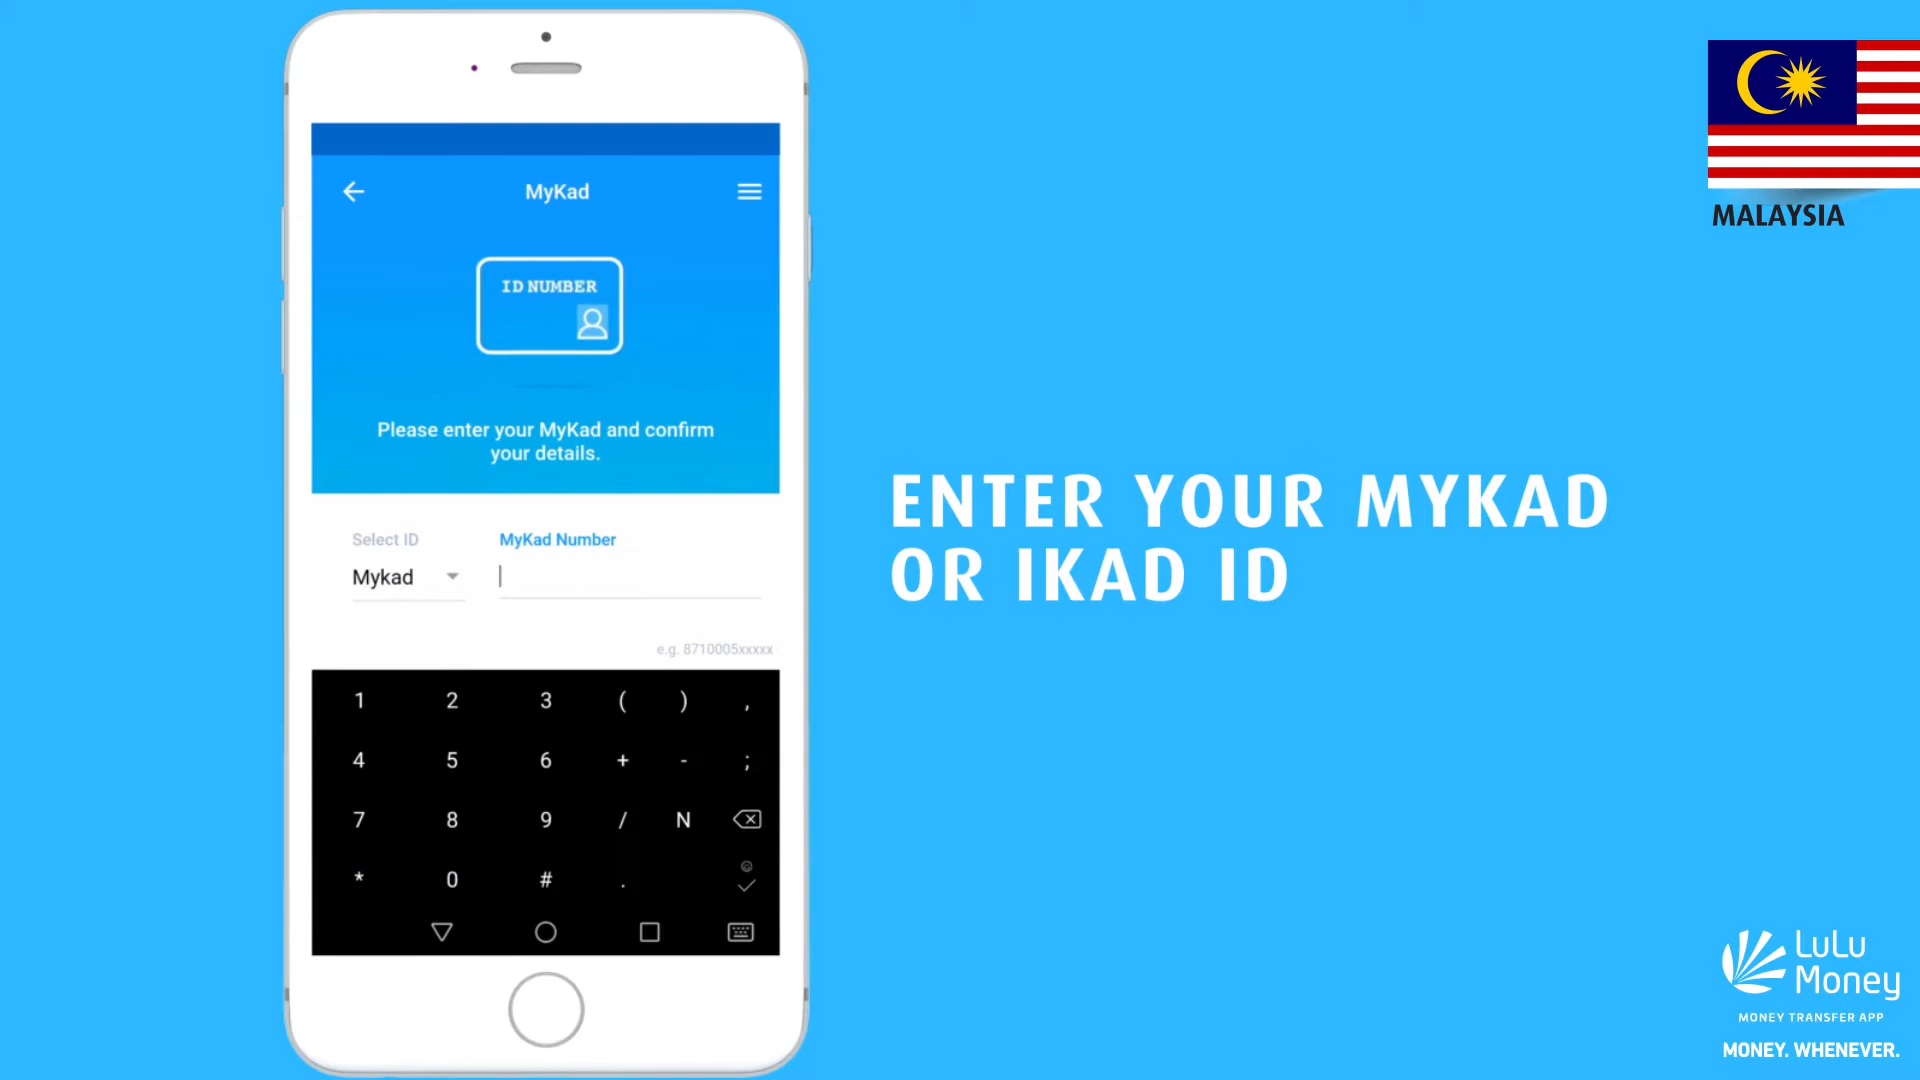 MyKad
ID NUMBER
Please enter your MyKad and confirm
your details.
Select ID
MyKad Number
Mykad
e.g. 8710005xxxxx
1 2 3 ( ) ,
4 5 6 + - ;
7 8 9 / N
* 0 # .
ENTER YOUR MYKAD
OR IKAD ID
MALAYSIA
LuLu
Money
MONEY TRANSFER APP
MONEY. WHENEVER.